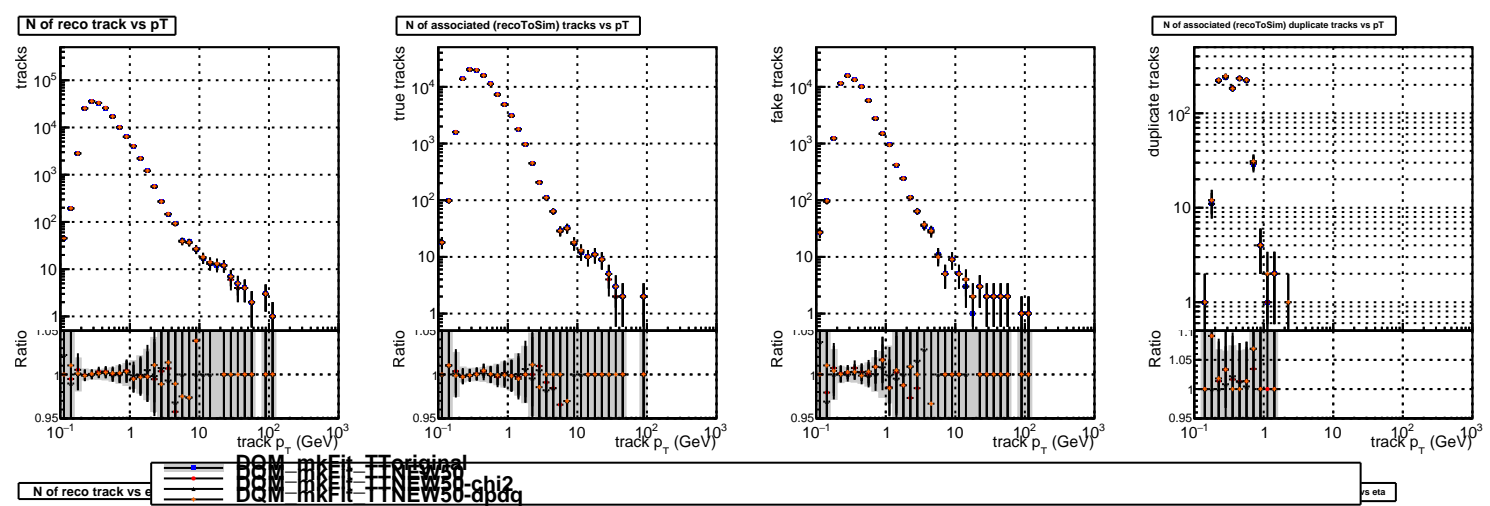 N of reco track vs pT
N of associated (recoToSim) tracks vs pT
N of associated (recoToSim) duplicate tracks vs pT
tracks
10^5
10^4
10^3
10^2
10
1
Ratio
1.05
1
0.95
10^-1 1 10 10^2 10^3
track p_T (GeV)
true tracks
10^4
10^3
10^2
10
1
Ratio
1.05
1
0.95
10^-1 1 10 10^2 10^3
track p_T (GeV)
fake tracks
10^4
10^3
10^2
10
1
Ratio
1.05
1
0.95
10^-1 1 10 10^2 10^3
track p_T (GeV)
duplicate tracks
10^2
10
1
Ratio
1.1
1.05
1
0.95
10^-1 1 10 10^2 10^3
track p_T (GeV)
DQM_mkFit_TToriginal
DQM_mkFit_TTNEW50
DQM_mkFit_TTNEW50-chi2
DQM_mkFit_TTNEW50-dpdq
N of reco track vs e
vs eta